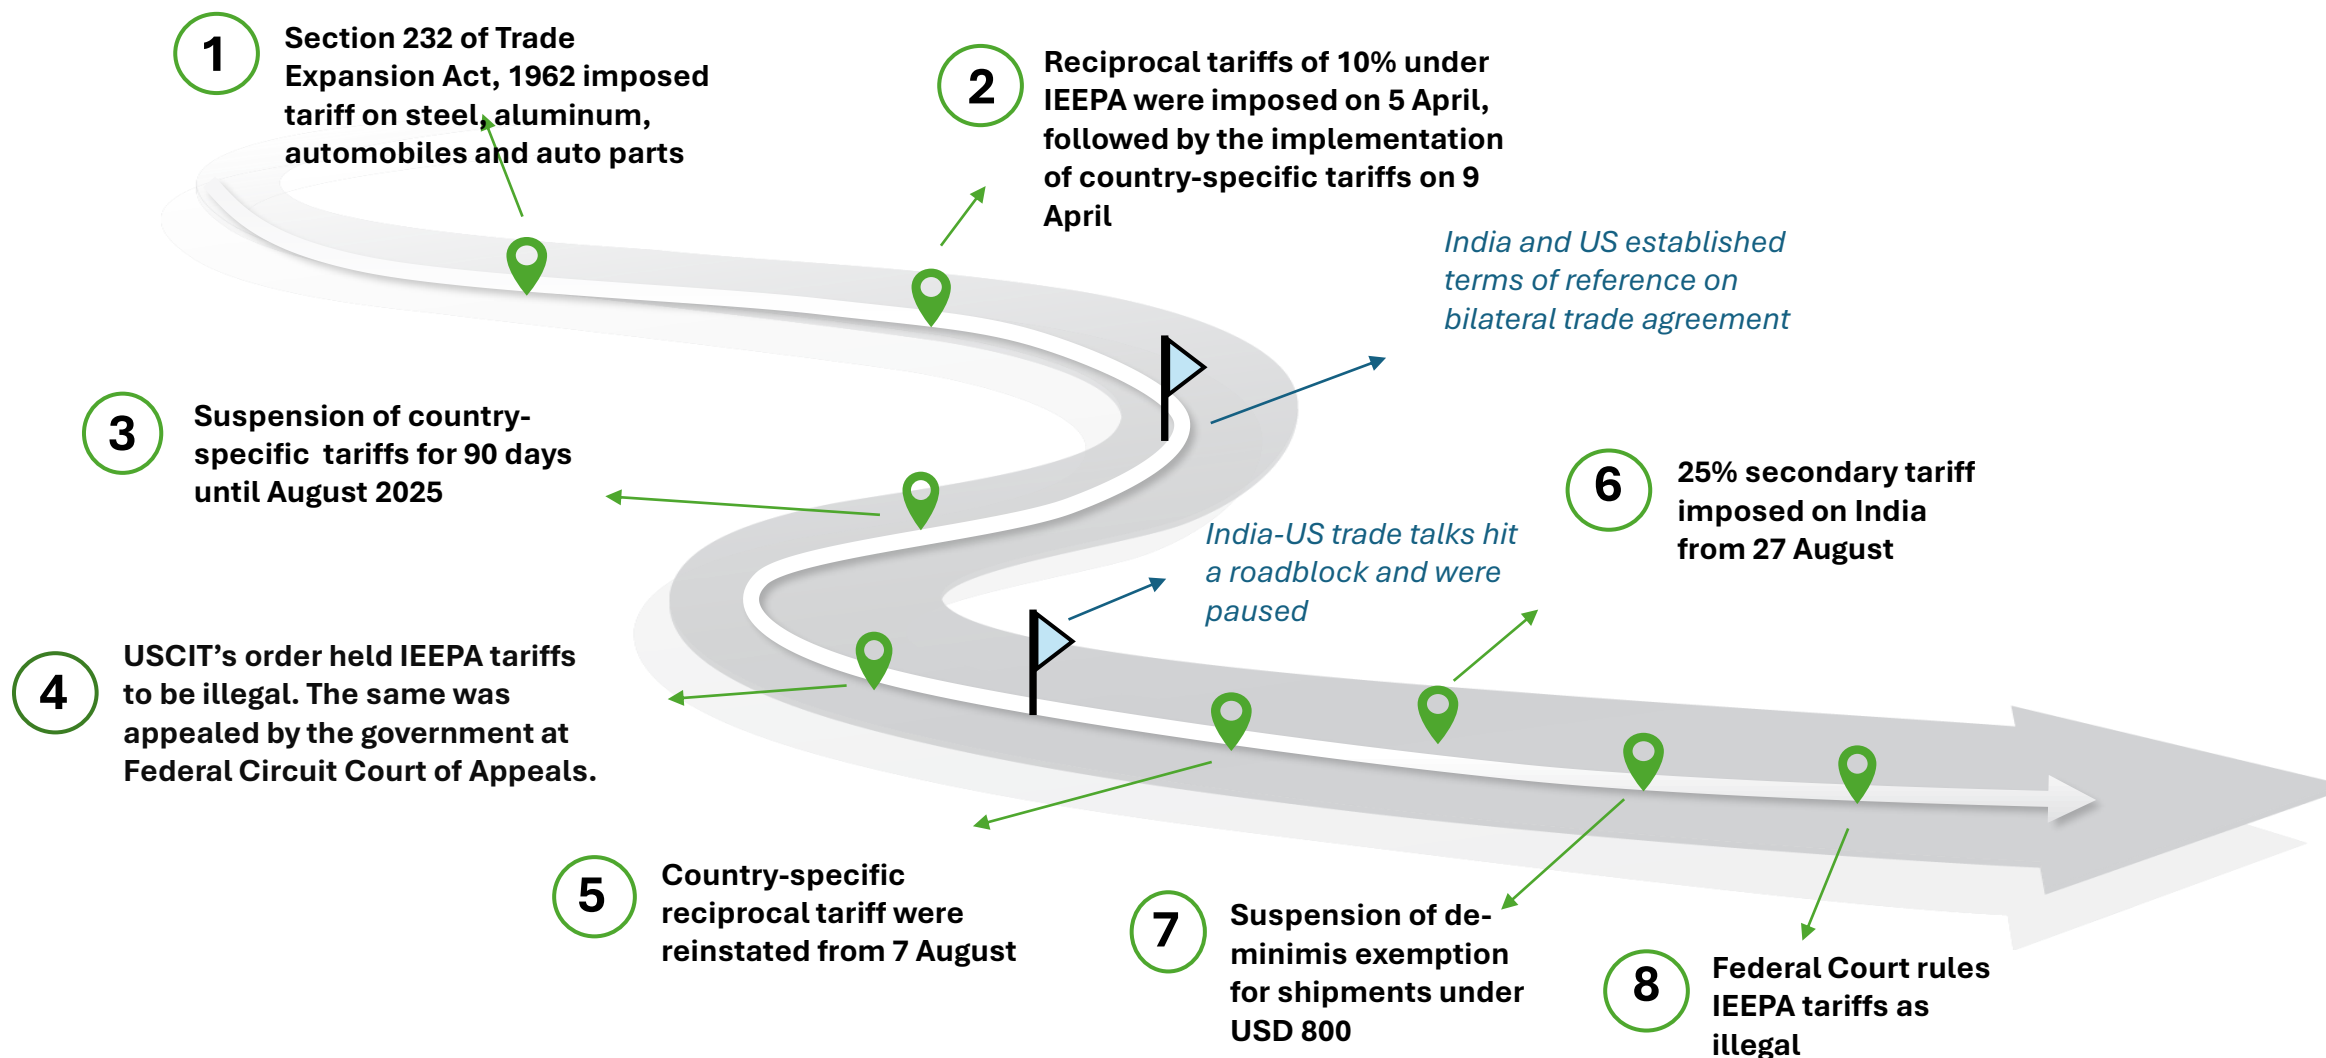 1
Section 232 of Trade
Expansion Act, 1962 imposed
tariff on steel, aluminum,
automobiles and auto parts
2
Reciprocal tariffs of 10% under
IEEPA were imposed on 5 April,
followed by the implementation
of country-specific tariffs on 9
April
India and US established
terms of reference on
bilateral trade agreement
3
Suspension of country-
specific tariffs for 90 days
until August 2025
6
25% secondary tariff
imposed on India
from 27 August
India-US trade talks hit
a roadblock and were
paused
4
USCIT’s order held IEEPA tariffs
to be illegal. The same was
appealed by the government at
Federal Circuit Court of Appeals.
5
Country-specific
reciprocal tariff were
reinstated from 7 August
7
Suspension of de-
minimis exemption
for shipments under
USD 800
8
Federal Court rules
IEEPA tariffs as
illegal